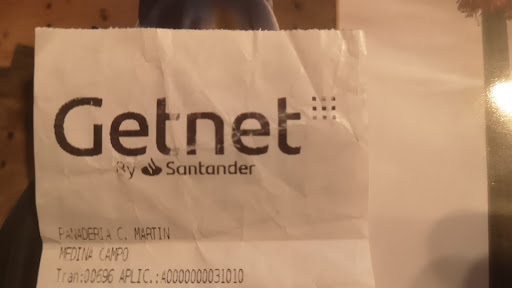 Getnet
By Santander
PANADERIA C. MARTIN
MEDINA CAMPO
Tran:00696 APLIC.:A0000000031010